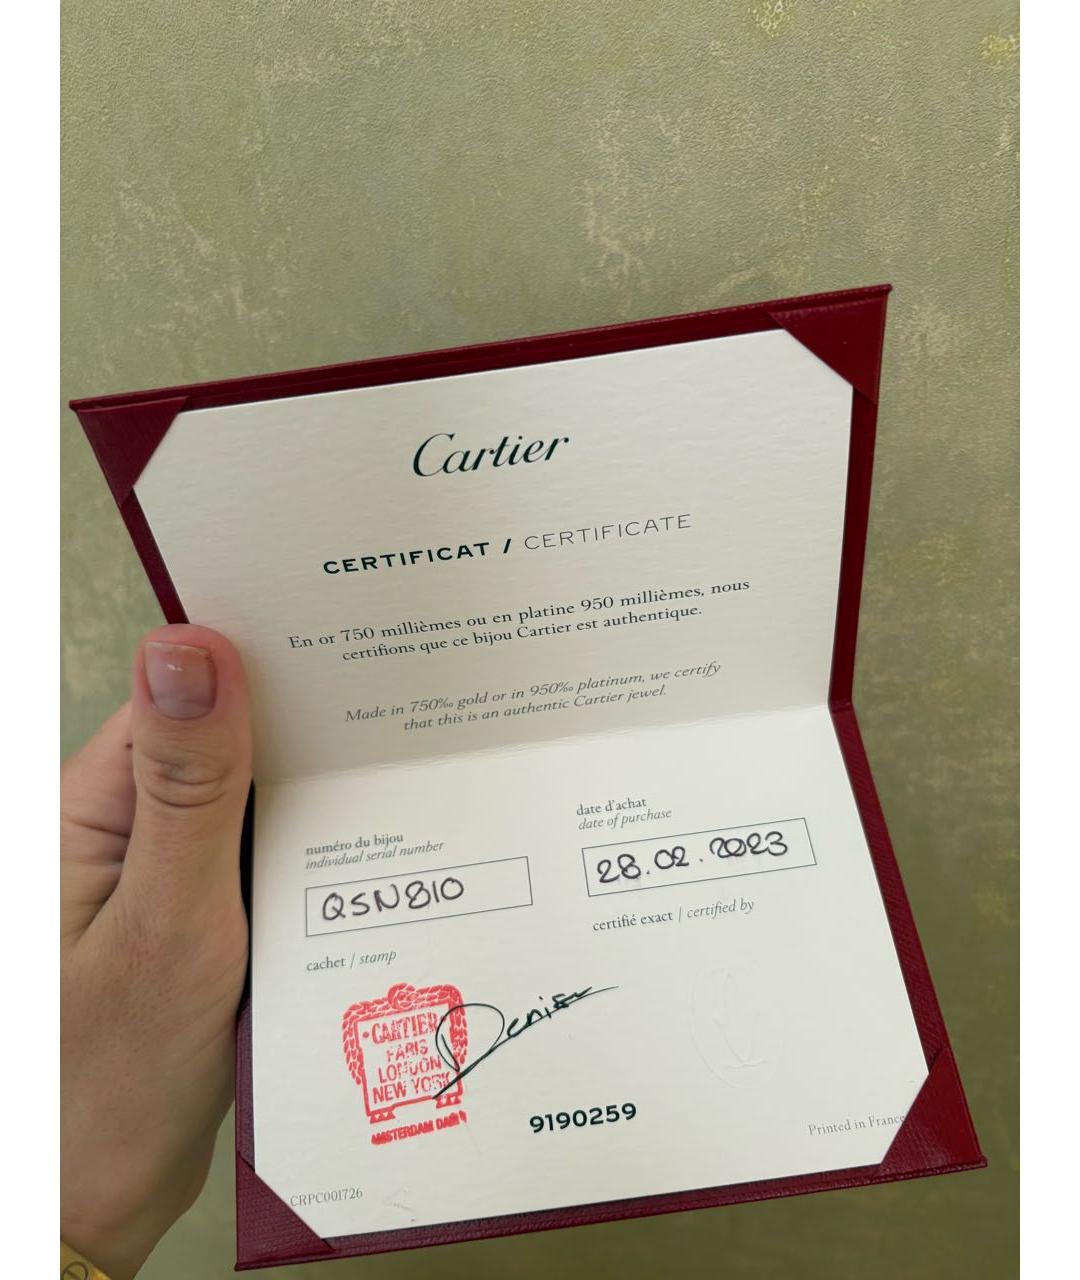 Cartier
CERTIFICAT / CERTIFICATE
En or 750 millièmes ou en platine 950 millièmes, nous
certifions que ce bijou Cartier est authentique.
Made in 750‰ gold or in 950‰ platinum, we certify
that this is an authentic Cartier jewel.
numéro du bijou
individual serial number
QSN810
date d'achat
date of purchase
28.02.2023
cachet / stamp
certifié exact / certified by
CARTIER
PARIS
LONDON
NEW YORK
AMSTERDAM
9190259
Printed in France
CRPC001726